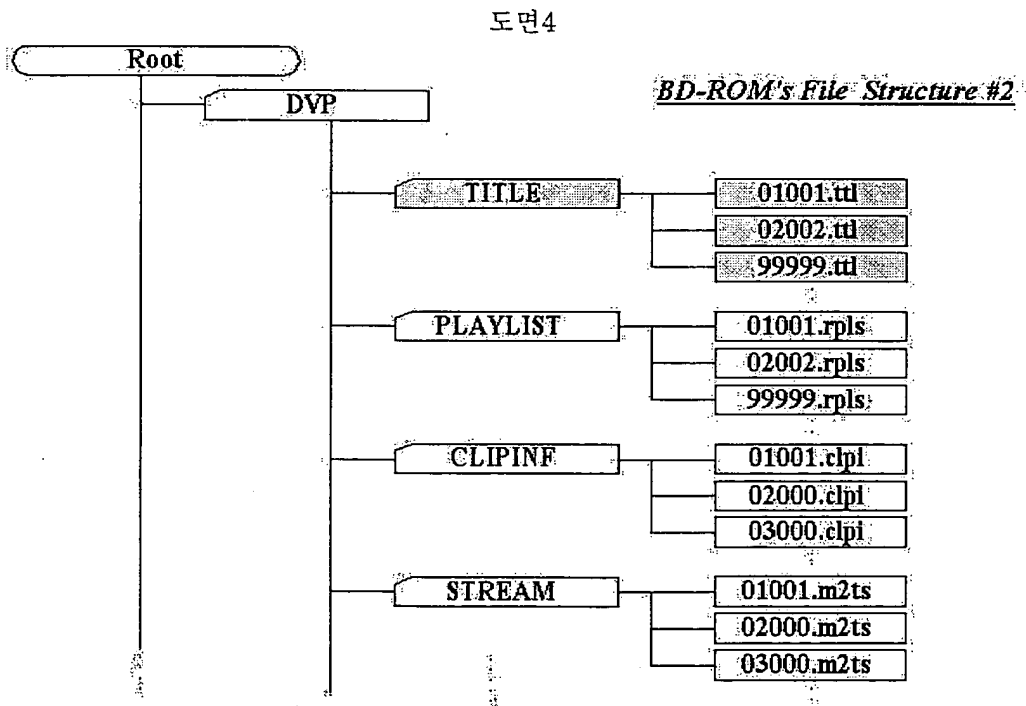 도면4
Root
DVP
BD-ROM's File Structure #2
TITLE
01001.ttl
02002.ttl
99999.ttl
PLAYLIST
01001.rpls
02002.rpls
99999.rpls
CLIPINF
01001.clpi
02000.clpi
03000.clpi
STREAM
01001.m2ts
02000.m2ts
03000.m2ts